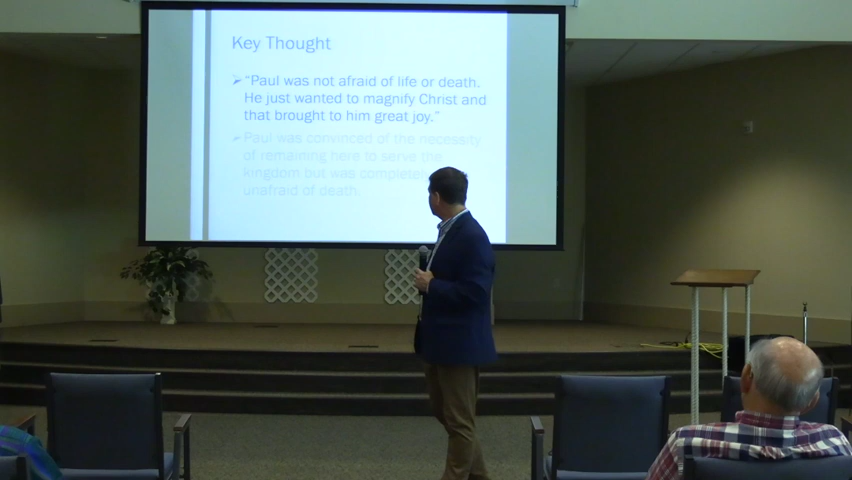 Key Thought
"Paul was not afraid of life or death.
He just wanted to magnify Christ and
that brought to him great joy."
Paul was convinced of the necessity
of remaining here to serve the
kingdom but was
unafraid of death.